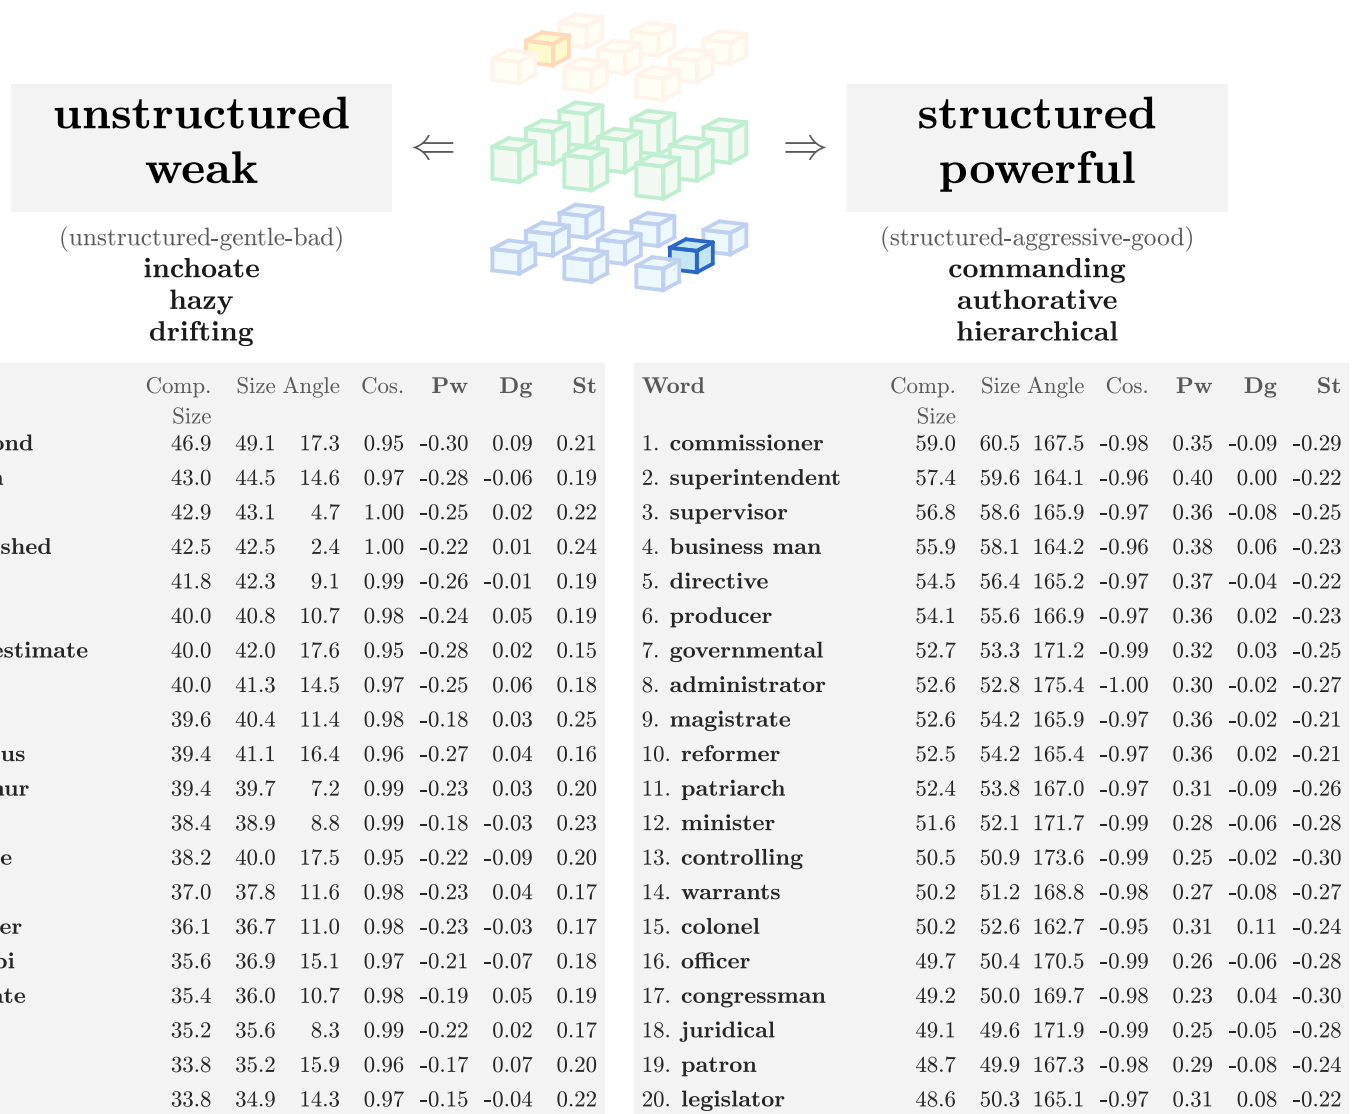 unstructured
weak
⇐
⇒
structured
powerful
(unstructured-gentle-bad)
inchoate
hazy
drifting
(structured-aggressive-good)
commanding
authorative
hierarchical
Comp. Size Angle Cos. Pw Dg St
Size
ond 46.9 49.1 17.3 0.95 -0.30 0.09 0.21
43.0 44.5 14.6 0.97 -0.28 -0.06 0.19
42.9 43.1 4.7 1.00 -0.25 0.02 0.22
shed 42.5 42.5 2.4 1.00 -0.22 0.01 0.24
41.8 42.3 9.1 0.99 -0.26 -0.01 0.19
40.0 40.8 10.7 0.98 -0.24 0.05 0.19
estimate 40.0 42.0 17.6 0.95 -0.28 0.02 0.15
40.0 41.3 14.5 0.97 -0.25 0.06 0.18
39.6 40.4 11.4 0.98 -0.18 0.03 0.25
us 39.4 41.1 16.4 0.96 -0.27 0.04 0.16
ur 39.4 39.7 7.2 0.99 -0.23 0.03 0.20
38.4 38.9 8.8 0.99 -0.18 -0.03 0.23
e 38.2 40.0 17.5 0.95 -0.22 -0.09 0.20
37.0 37.8 11.6 0.98 -0.23 0.04 0.17
er 36.1 36.7 11.0 0.98 -0.23 -0.03 0.17
oi 35.6 36.9 15.1 0.97 -0.21 -0.07 0.18
ate 35.4 36.0 10.7 0.98 -0.19 0.05 0.19
35.2 35.6 8.3 0.99 -0.22 0.02 0.17
33.8 35.2 15.9 0.96 -0.17 0.07 0.20
33.8 34.9 14.3 0.97 -0.15 -0.04 0.22
Word Comp. Size Angle Cos. Pw Dg St
Size
1. commissioner 59.0 60.5 167.5 -0.98 0.35 -0.09 -0.29
2. superintendent 57.4 59.6 164.1 -0.96 0.40 0.00 -0.22
3. supervisor 56.8 58.6 165.9 -0.97 0.36 -0.08 -0.25
4. business man 55.9 58.1 164.2 -0.96 0.38 0.06 -0.23
5. directive 54.5 56.4 165.2 -0.97 0.37 -0.04 -0.22
6. producer 54.1 55.6 166.9 -0.97 0.36 0.02 -0.23
7. governmental 52.7 53.3 171.2 -0.99 0.32 0.03 -0.25
8. administrator 52.6 52.8 175.4 -1.00 0.30 -0.02 -0.27
9. magistrate 52.6 54.2 165.9 -0.97 0.36 -0.02 -0.21
10. reformer 52.5 54.2 165.4 -0.97 0.36 0.02 -0.21
11. patriarch 52.4 53.8 167.0 -0.97 0.31 -0.09 -0.26
12. minister 51.6 52.1 171.7 -0.99 0.28 -0.06 -0.28
13. controlling 50.5 50.9 173.6 -0.99 0.25 -0.02 -0.30
14. warrants 50.2 51.2 168.8 -0.98 0.27 -0.08 -0.27
15. colonel 50.2 52.6 162.7 -0.95 0.31 0.11 -0.24
16. officer 49.7 50.4 170.5 -0.99 0.26 -0.06 -0.28
17. congressman 49.2 50.0 169.7 -0.98 0.23 0.04 -0.30
18. juridical 49.1 49.6 171.9 -0.99 0.25 -0.05 -0.28
19. patron 48.7 49.9 167.3 -0.98 0.29 -0.08 -0.24
20. legislator 48.6 50.3 165.1 -0.97 0.31 0.08 -0.22